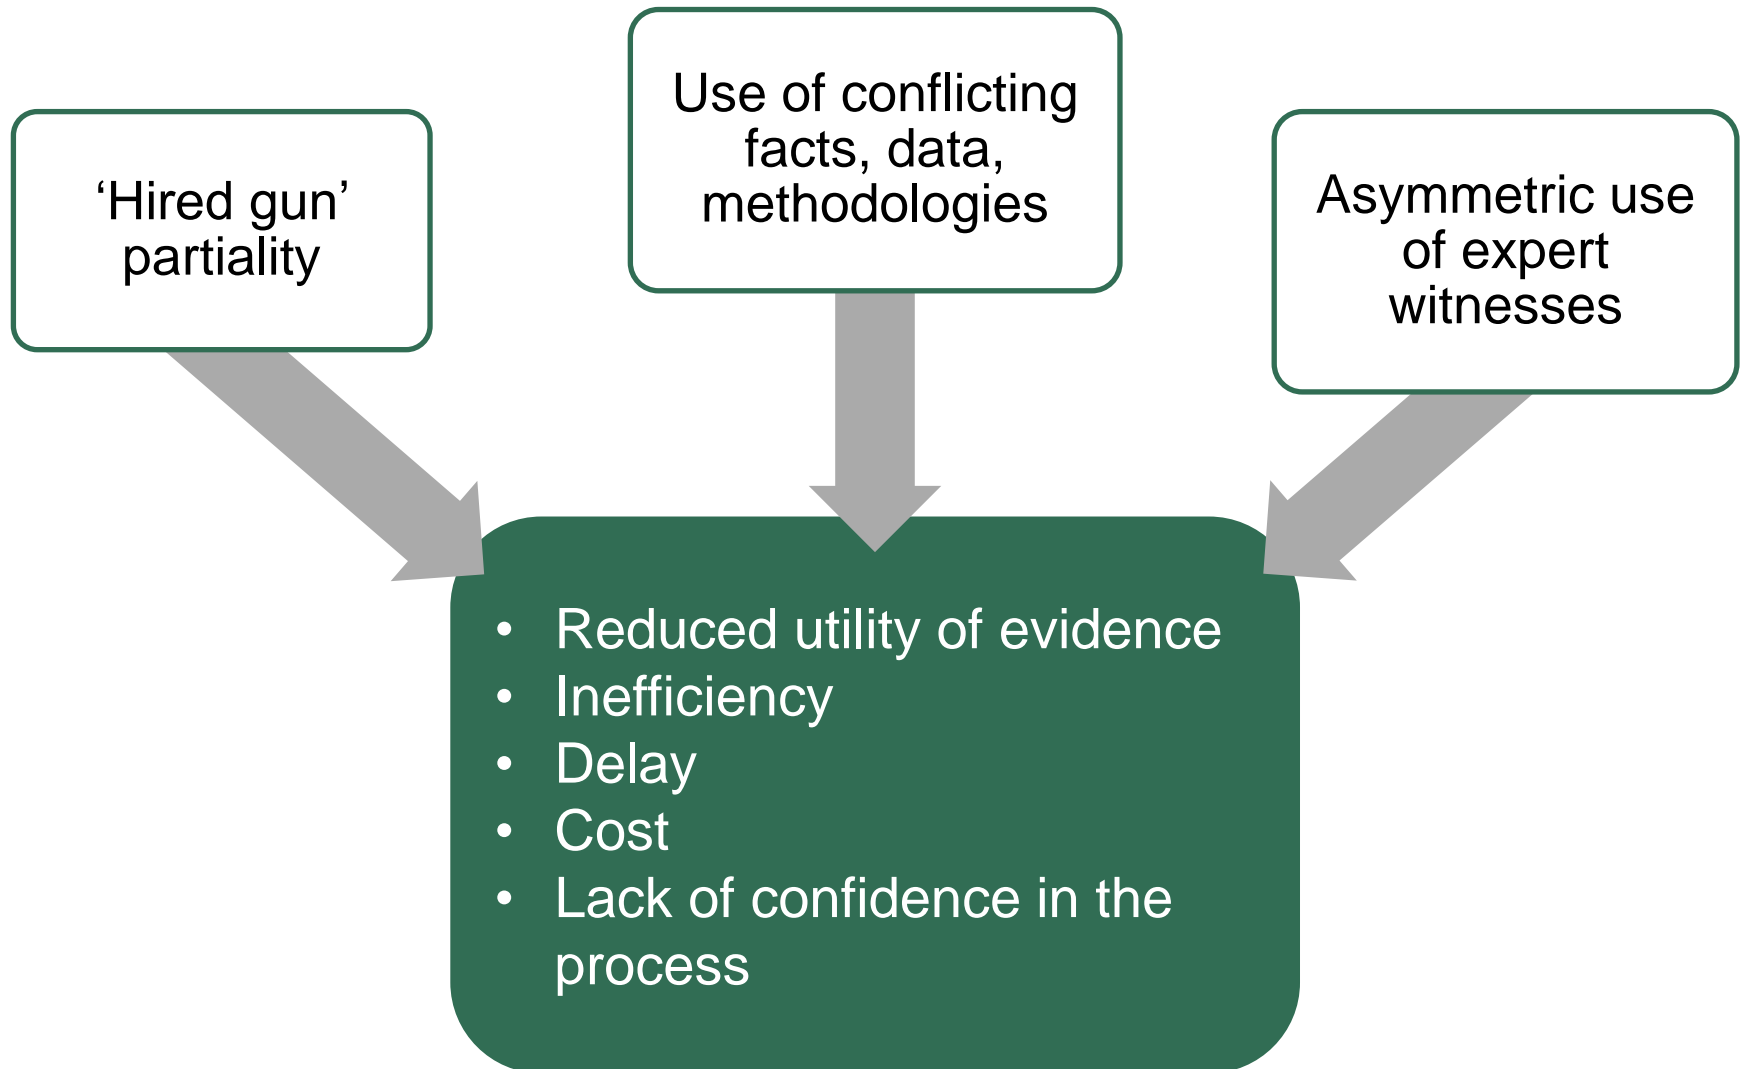 ‘Hired gun’
partiality
Use of conflicting
facts, data,
methodologies
Asymmetric use
of expert
witnesses
• Reduced utility of evidence
• Inefficiency
• Delay
• Cost
• Lack of confidence in the
process